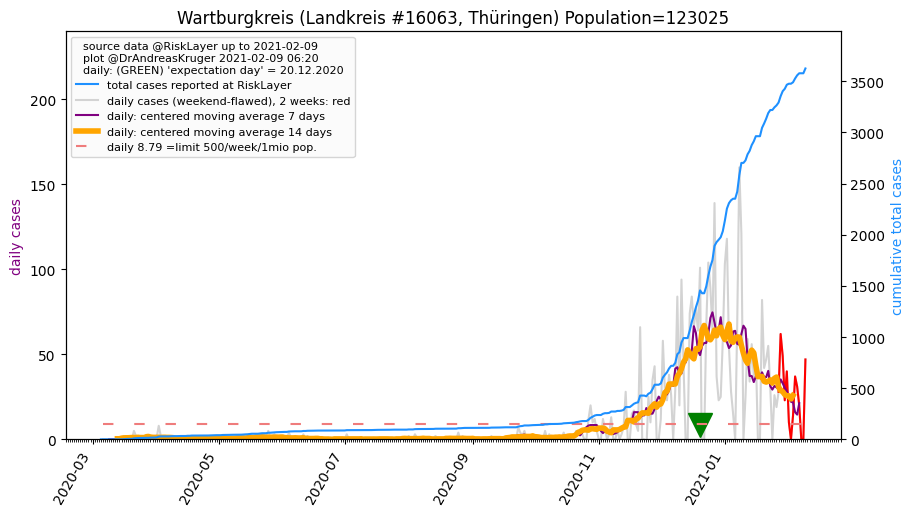 Wartburgkreis (Landkreis #16063, Thüringen) Population=123025
source data @RiskLayer up to 2021-02-09
plot @DrAndreasKruger 2021-02-09 06:20
daily: (GREEN) 'expectation day' = 20.12.2020
total cases reported at RiskLayer
daily cases (weekend-flawed), 2 weeks: red
daily: centered moving average 7 days
daily: centered moving average 14 days
daily 8.79 =limit 500/week/1mio pop.
daily cases
200
150
100
50
0
cumulative total cases
3500
3000
2500
2000
1500
1000
500
0
2020-03
2020-05
2020-07
2020-09
2020-11
2021-01